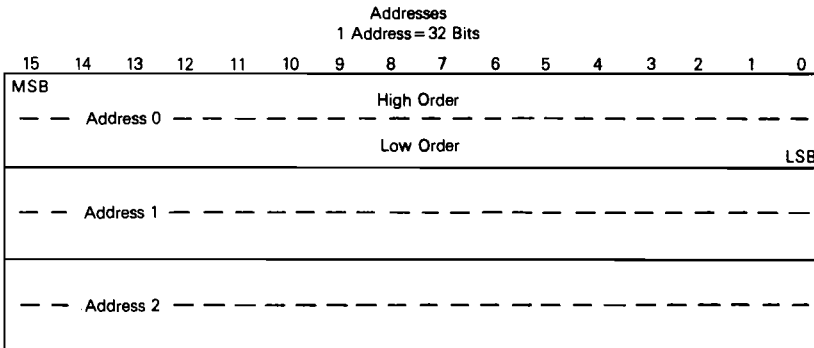 Addresses
1 Address=32 Bits
15 14 13 12 11 10 9 8 7 6 5 4 3 2 1 0
MSB
High Order
Address 0
Low Order
LSB
Address 1
Address 2